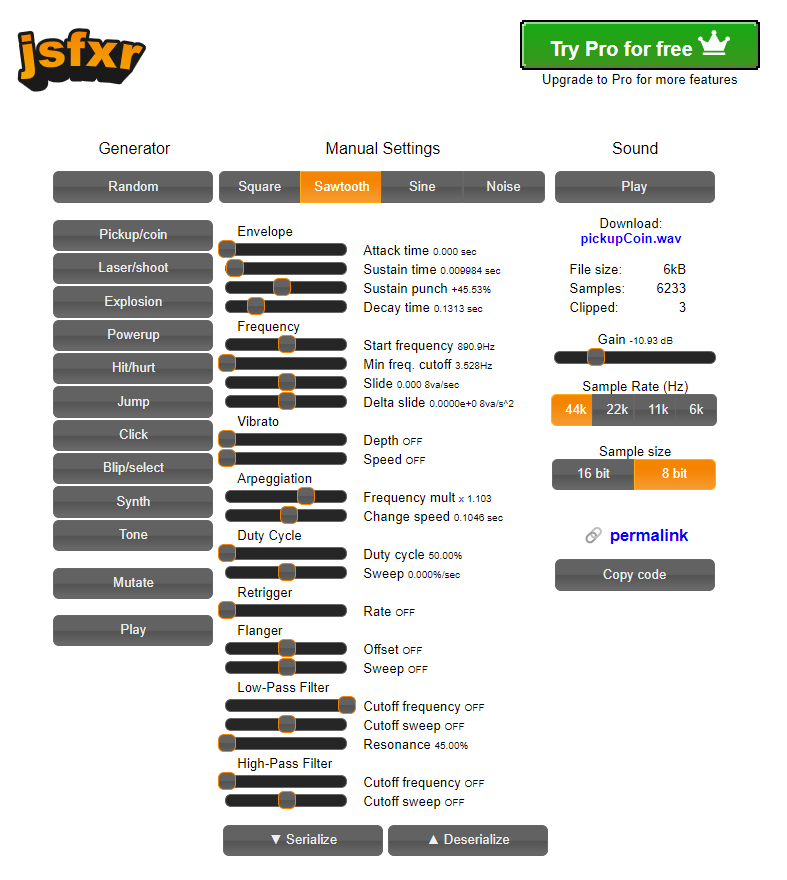 jsfxr
Try Pro for free
Upgrade to Pro for more features
Generator
Random
Pickup/coin
Laser/shoot
Explosion
Powerup
Hit/hurt
Jump
Click
Blip/select
Synth
Tone
Mutate
Play
Manual Settings
Square Sawtooth Sine Noise
Envelope
Attack time 0.000 sec
Sustain time 0.009984 sec
Sustain punch +45.53%
Decay time 0.1313 sec
Frequency
Start frequency 890.9Hz
Min freq. cutoff 3.528Hz
Slide 0.000 8va/sec
Delta slide 0.0000e+0 8va/s^2
Vibrato
Depth OFF
Speed OFF
Arpeggiation
Frequency mult x 1.103
Change speed 0.1046 sec
Duty Cycle
Duty cycle 50.00%
Sweep 0.000%/sec
Retrigger
Rate OFF
Flanger
Offset OFF
Sweep OFF
Low-Pass Filter
Cutoff frequency OFF
Cutoff sweep OFF
Resonance 45.00%
High-Pass Filter
Cutoff frequency OFF
Cutoff sweep OFF
▼ Serialize ▲ Deserialize
Sound
Play
Download:
pickupCoin.wav
File size: 6kB
Samples: 6233
Clipped: 3
Gain -10.93 dB
Sample Rate (Hz)
44k 22k 11k 6k
Sample size
16 bit 8 bit
permalink
Copy code